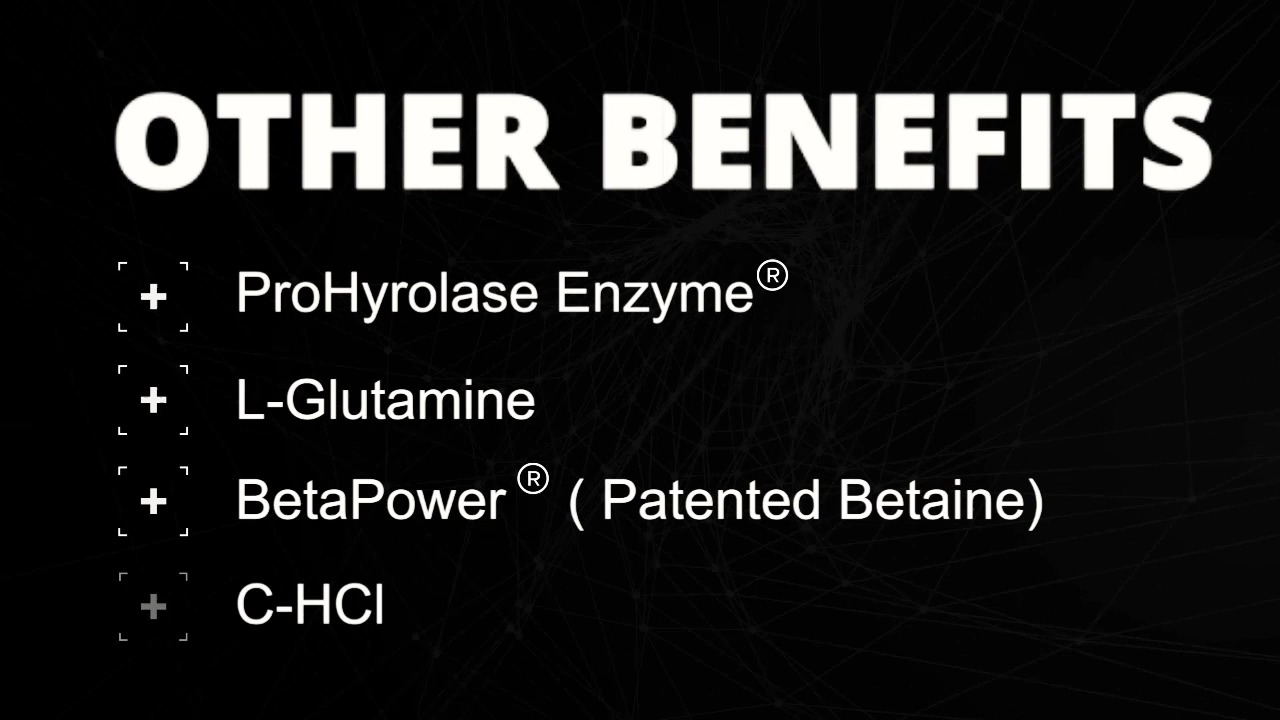 OTHER BENEFITS
ProHyrolase Enzyme®
L-Glutamine
BetaPower ® ( Patented Betaine)
C-HCl